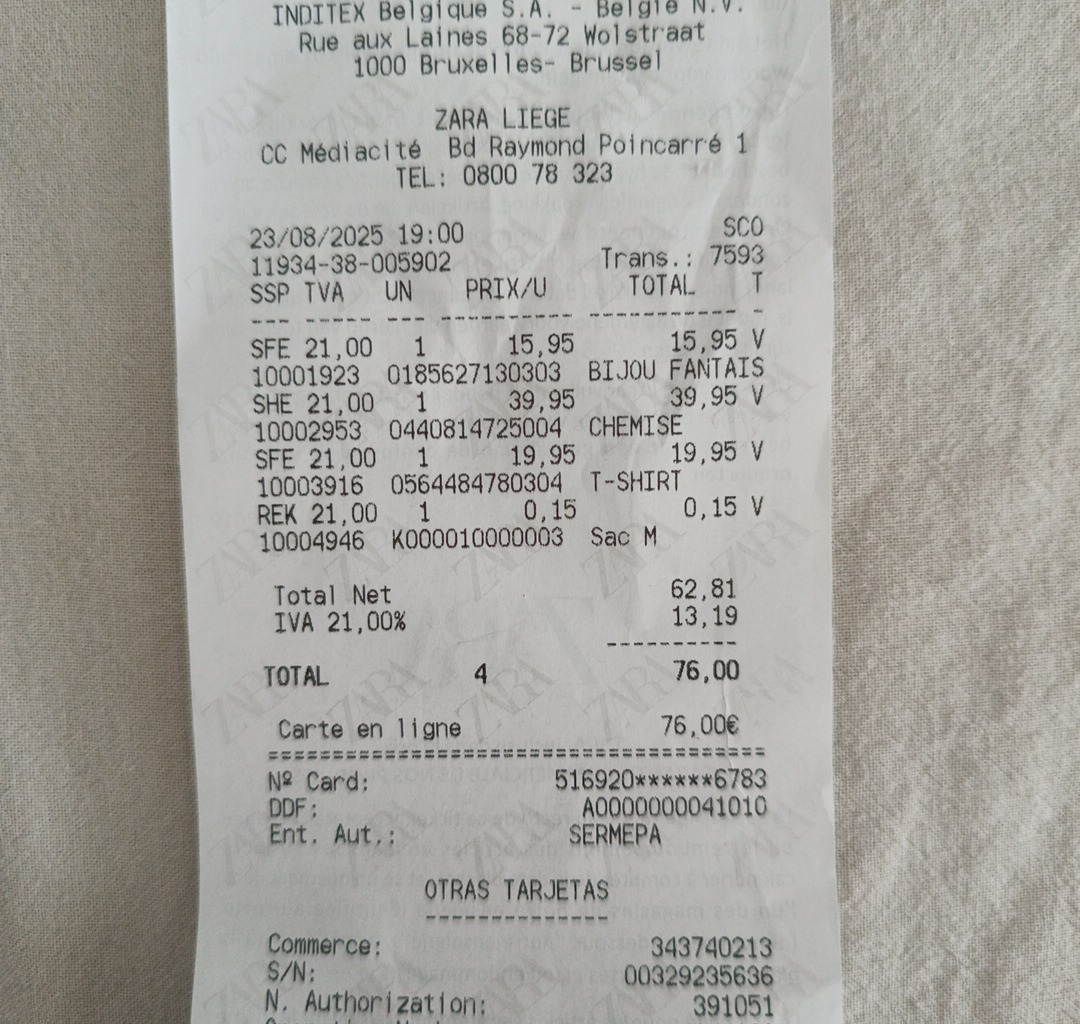 INDITEX Belgique S.A. - België N.V.
Rue aux Laines 68-72 Wolstraat
1000 Bruxelles- Brussel
ZARA LIEGE
CC Médiacité Bd Raymond Poincarré 1
TEL: 0800 78 323
23/08/2025 19:00 SCO
11934-38-005902 Trans.: 7593
SSP TVA UN PRIX/U TOTAL T
--- ----- --- ---------- ----------- -
SFE 21,00 1 15,95 15,95 V
10001923 0185627130303 BIJOU FANTAIS
SHE 21,00 1 39,95 39,95 V
10002953 0440814725004 CHEMISE
SFE 21,00 1 19,95 19,95 V
10003916 0564484780304 T-SHIRT
REK 21,00 1 0,15 0,15 V
10004946 K000010000003 Sac M
Total Net 62,81
IVA 21,00% 13,19
----------
TOTAL 4 76,00
Carte en ligne 76,00€
======================================
Nº Card: 516920******6783
DDF: A0000000041010
Ent. Aut.: SERMEPA
OTRAS TARJETAS
--------------
Commerce: 343740213
S/N: 00329235636
N. Authorization: 391051